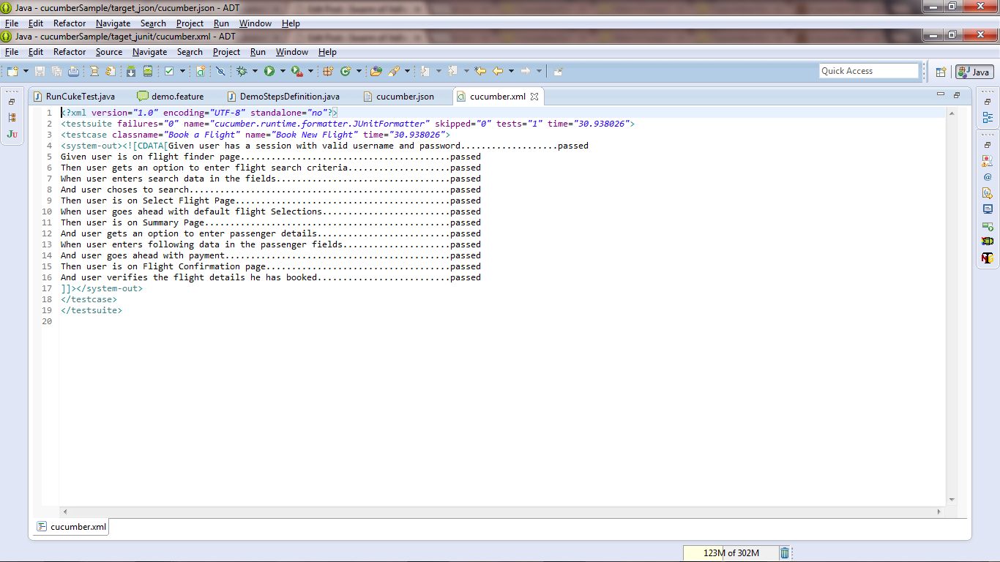 Java - cucumberSample/target_json/cucumber.json - ADT
File Edit Refactor Navigate Search Project Run Window Help
Java - cucumberSample/taget_junit/cucumber.xml - ADT
File Edit Refactor Source Navigate Search Project Run Window Help
Quick Access Java
RunCukeTest.java demo.feature DemoStepsDefinition.java cucumber.json cucumber.xml
1 <?xml version="1.0" encoding="UTF-8" standalone="no"?>
2 <testsuite failures="0" name="cucumber.runtime.formatter.JUnitFormatter" skipped="0" tests="1" time="30.938026">
3 <testcase classname="Book a Flight" name="Book New Flight" time="30.938026">
4 <system-out><![CDATA[Given user has a session with valid username and password...................passed
5 Given user is on flight finder page.........................................passed
6 Then user gets an option to enter flight search criteria....................passed
7 When user enters search data in the fields..................................passed
8 And user choses to search...................................................passed
9 Then user is on Select Flight Page..........................................passed
10 When user goes ahead with default flight Selections.........................passed
11 Then user is on Summary Page................................................passed
12 And user gets an option to enter passenger details..........................passed
13 When user enters following data in the passenger fields.....................passed
14 And user goes ahead with payment............................................passed
15 Then user is on Flight Confirmation page....................................passed
16 And user verifies the flight details he has booked..........................passed
17 ]]></system-out>
18 </testcase>
19 </testsuite>
20
cucumber.xml
123M of 302M